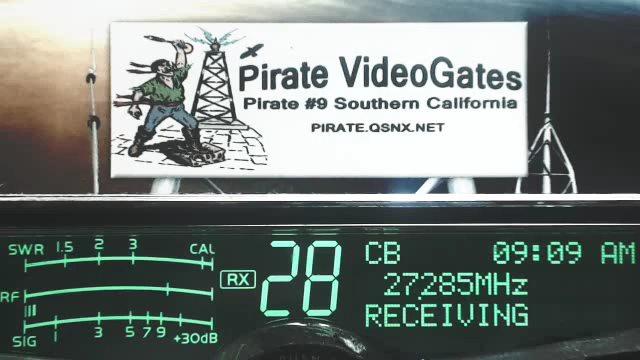 Pirate VideoGates
Pirate #9 Southern California
PIRATE.QSNX.NET
SWR 1.5 2 3 CAL
RF
SIG 1 3 5 7 9 +30dB
RX
28
CB 09:09 AM
27285MHz
RECEIVING